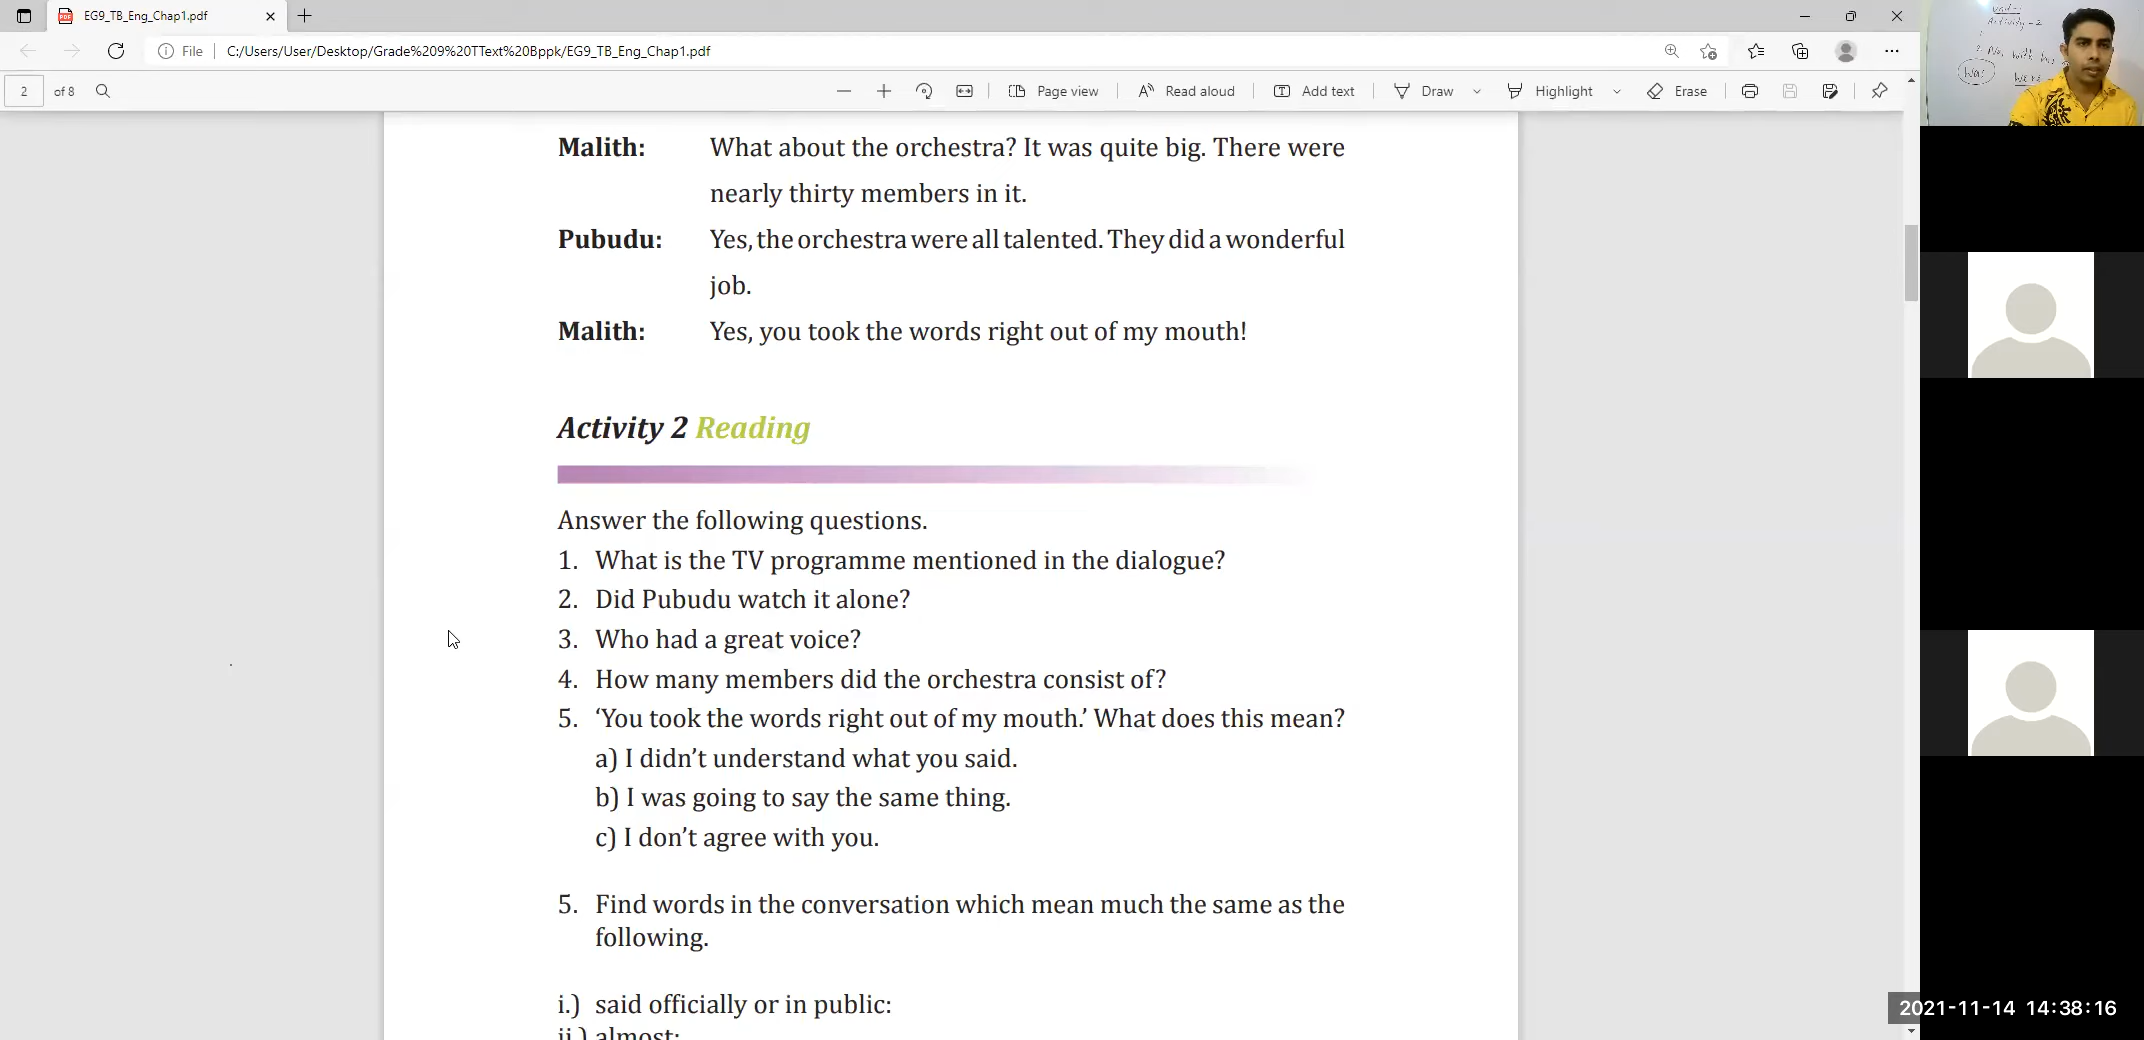 EG9_TB_Eng_Chap1.pdf
File
C:/Users/User/Desktop/Grade%209%20TText%20Bppk/EG9_TB_Eng_Chap1.pdf
2 of 8
Page view
Read aloud
Add text
Draw
Highlight
Erase
Activity-2
Was
Were
Malith: What about the orchestra? It was quite big. There were
nearly thirty members in it.
Pubudu: Yes, the orchestra were all talented. They did a wonderful
job.
Malith: Yes, you took the words right out of my mouth!
Activity 2 Reading
Answer the following questions.
1. What is the TV programme mentioned in the dialogue?
2. Did Pubudu watch it alone?
3. Who had a great voice?
4. How many members did the orchestra consist of?
5. ‘You took the words right out of my mouth.’ What does this mean?
a) I didn’t understand what you said.
b) I was going to say the same thing.
c) I don’t agree with you.
5. Find words in the conversation which mean much the same as the
following.
i.) said officially or in public:
ii.) almost:
2021-11-14 14:38:16